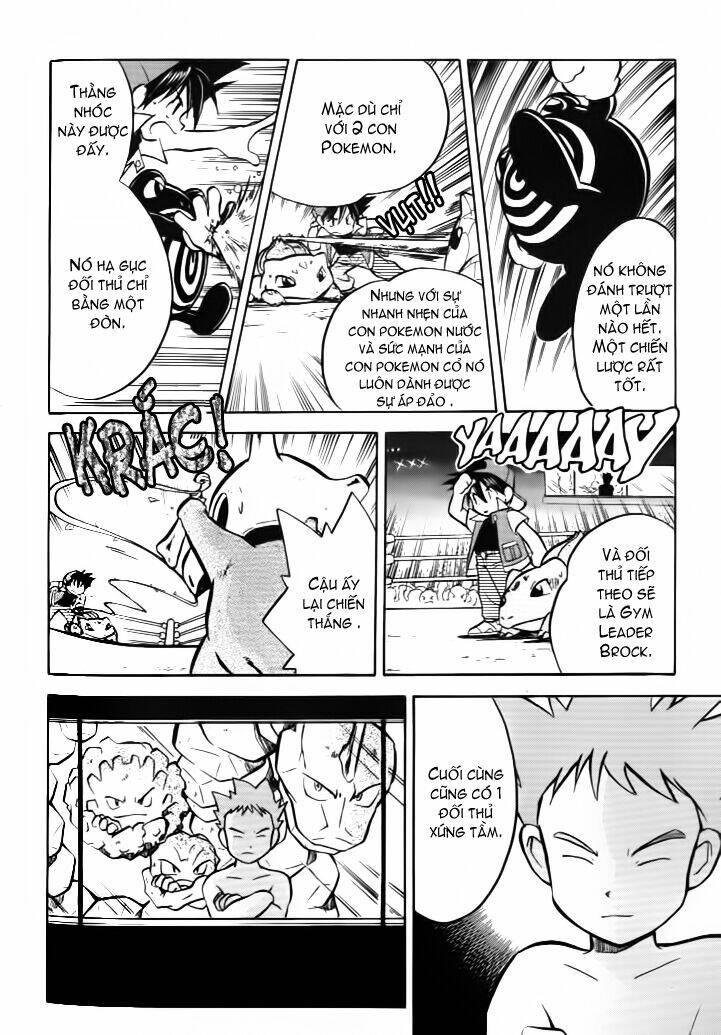 Thằng
nhóc
này được
đấy.
Nó hạ gục
đối thủ chỉ
bằng một
đòn.
Mặc dù chỉ
với 2 con
Pokemon.
VỤT!!
Nhưng với sự
nhanh nhẹn của
con pokemon nước
và sức mạnh của
con pokemon cỏ nó
luôn dành được
sự áp đảo .
Nó không
đánh trượt
một lần
nào hết.
Một chiến
lược rất
tốt.
KRẮC!
Cậu ấy
lại chiến
thắng .
YAAAAAAY
Và đối
thủ tiếp
theo sẽ
là Gym
Leader
Brock.
Cuối cùng
cũng có 1
đối thủ
xứng tầm.